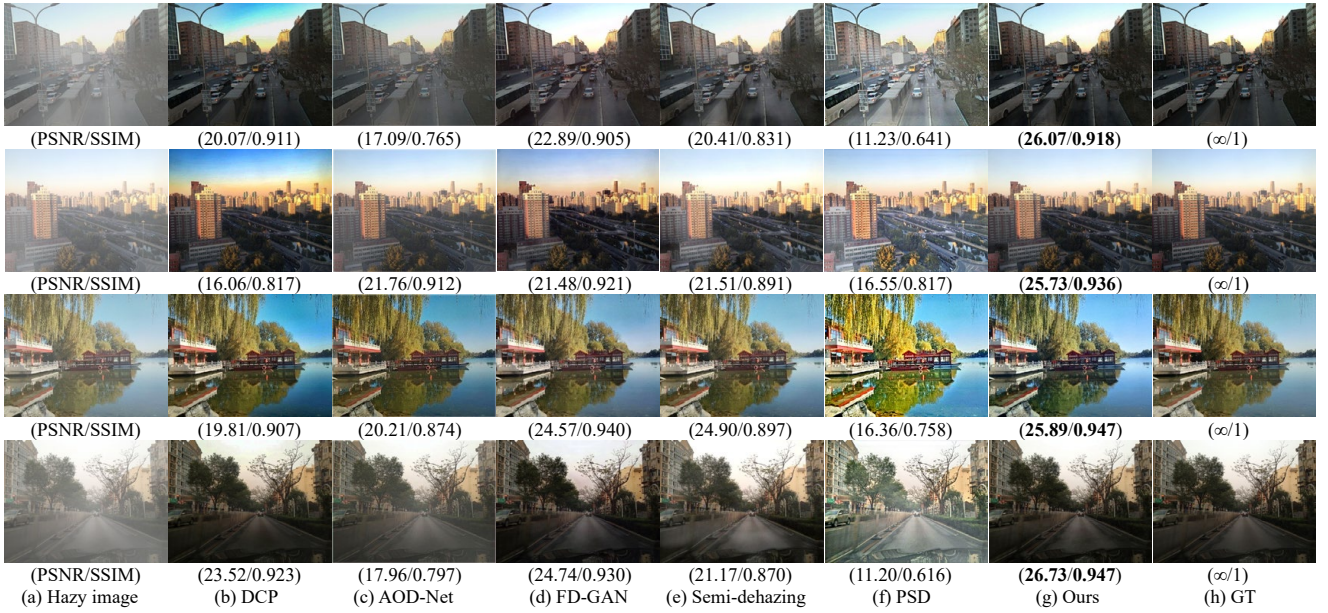 (PSNR/SSIM) (20.07/0.911) (17.09/0.765) (22.89/0.905) (20.41/0.831) (11.23/0.641) (26.07/0.918) (∞/1)
(PSNR/SSIM) (16.06/0.817) (21.76/0.912) (21.48/0.921) (21.51/0.891) (16.55/0.817) (25.73/0.936) (∞/1)
(PSNR/SSIM) (19.81/0.907) (20.21/0.874) (24.57/0.940) (24.90/0.897) (16.36/0.758) (25.89/0.947) (∞/1)
(PSNR/SSIM) (23.52/0.923) (17.96/0.797) (24.74/0.930) (21.17/0.870) (11.20/0.616) (26.73/0.947) (∞/1)
(a) Hazy image (b) DCP (c) AOD-Net (d) FD-GAN (e) Semi-dehazing (f) PSD (g) Ours (h) GT